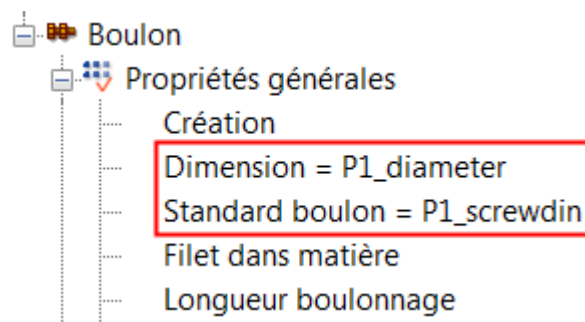 Boulon
Propriétés générales
Création
Dimension = P1_diameter
Standard boulon = P1_screwdin
Filet dans matière
Longueur boulonnage